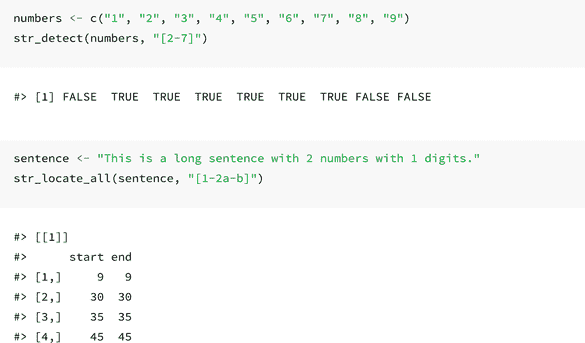 numbers <- c("1", "2", "3", "4", "5", "6", "7", "8", "9")
str_detect(numbers, "[2-7]")
#> [1] FALSE  TRUE  TRUE  TRUE  TRUE  TRUE  TRUE FALSE FALSE
sentence <- "This is a long sentence with 2 numbers with 1 digits."
str_locate_all(sentence, "[1-2a-b]")
#> [[1]]
#>      start end
#> [1,]     9   9
#> [2,]    30  30
#> [3,]    35  35
#> [4,]    45  45